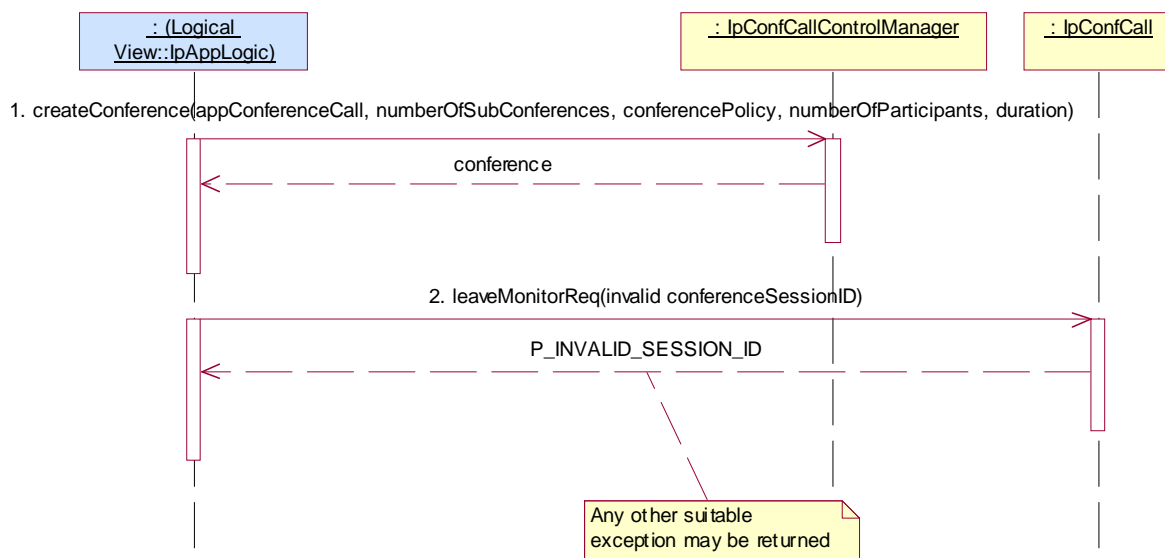 : (Logical
View::IpAppLogic)
: IpConfCallControlManager
: IpConfCall
1. createConference(appConferenceCall, numberOfSubConferences, conferencePolicy, numberOfParticipants, duration)
conference
2. leaveMonitorReq(invalid conferenceSessionID)
P_INVALID_SESSION_ID
Any other suitable
exception may be returned